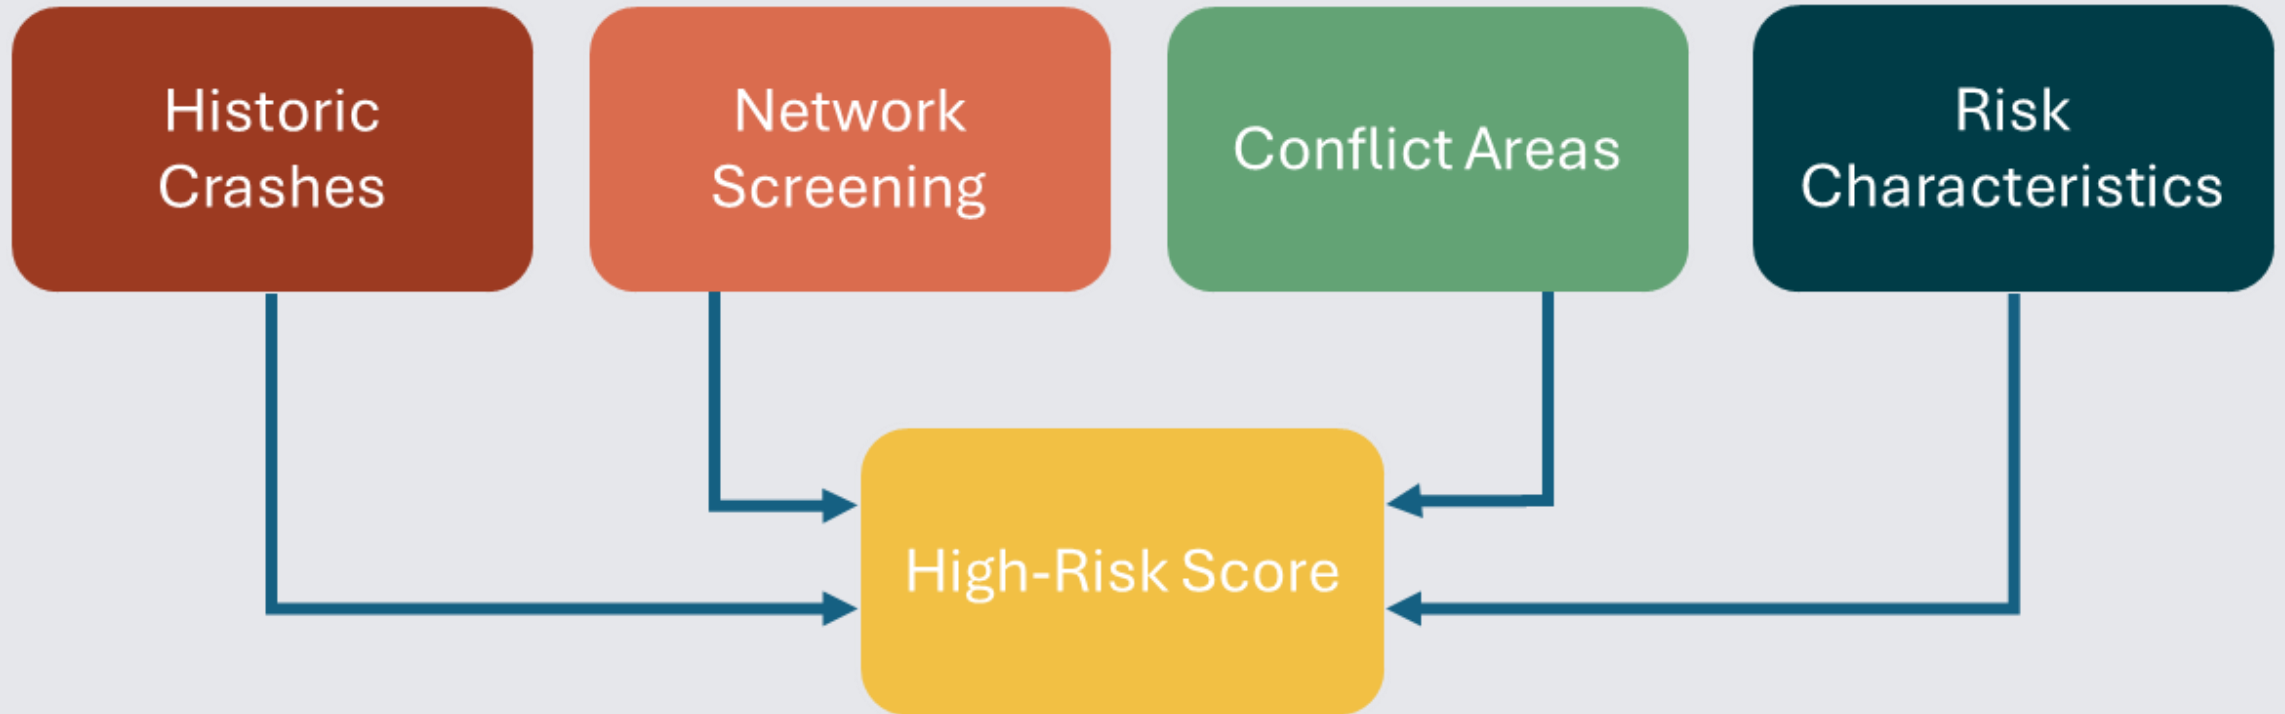 Historic
Crashes
Network
Screening
Conflict Areas
Risk
Characteristics
High-Risk Score